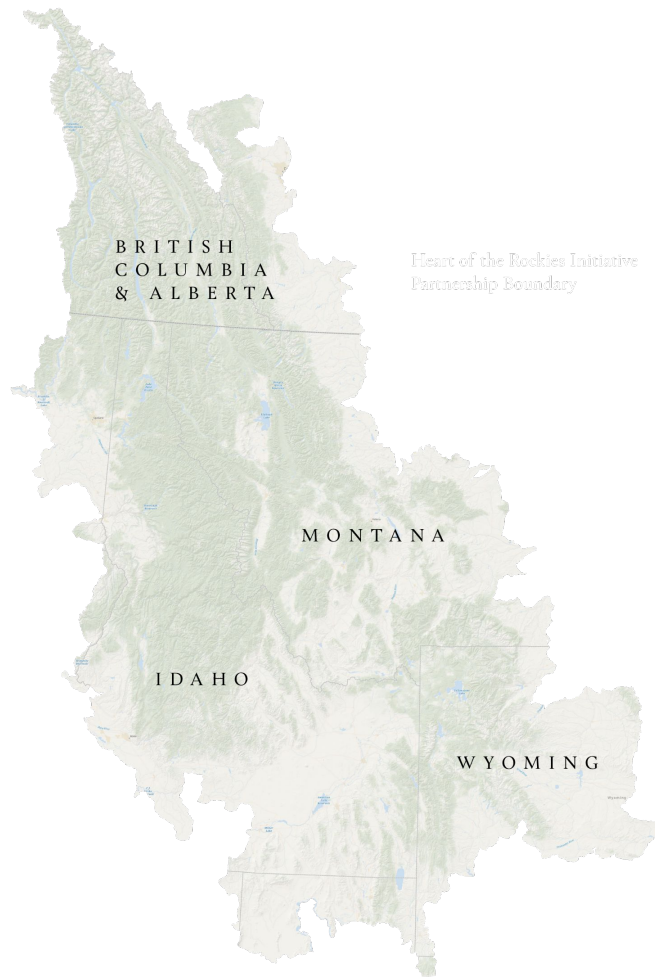 BRITISH
COLUMBIA
& ALBERTA
Heart of the Rockies Initiative
Partnership Boundary
MONTANA
IDAHO
WYOMING